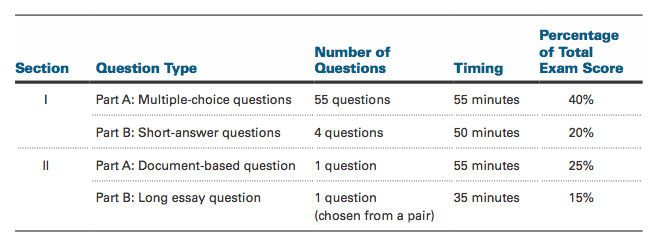 Percentage
Number of of Total
Section Question Type Questions Timing Exam Score
I Part A: Multiple-choice questions 55 questions 55 minutes 40%
Part B: Short-answer questions 4 questions 50 minutes 20%
II Part A: Document-based question 1 question 55 minutes 25%
Part B: Long essay question 1 question 35 minutes 15%
(chosen from a pair)